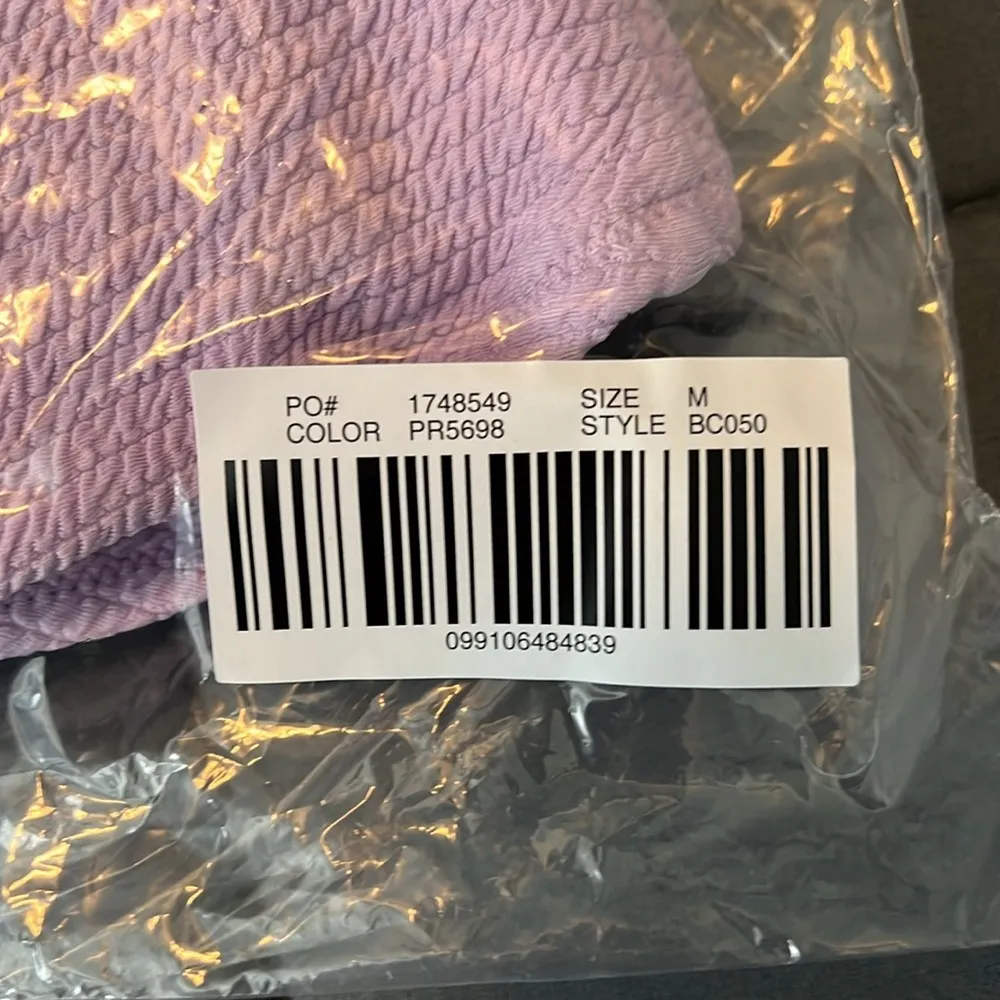 PO# 1748549 SIZE M
COLOR PR5698 STYLE BC050
099106484839